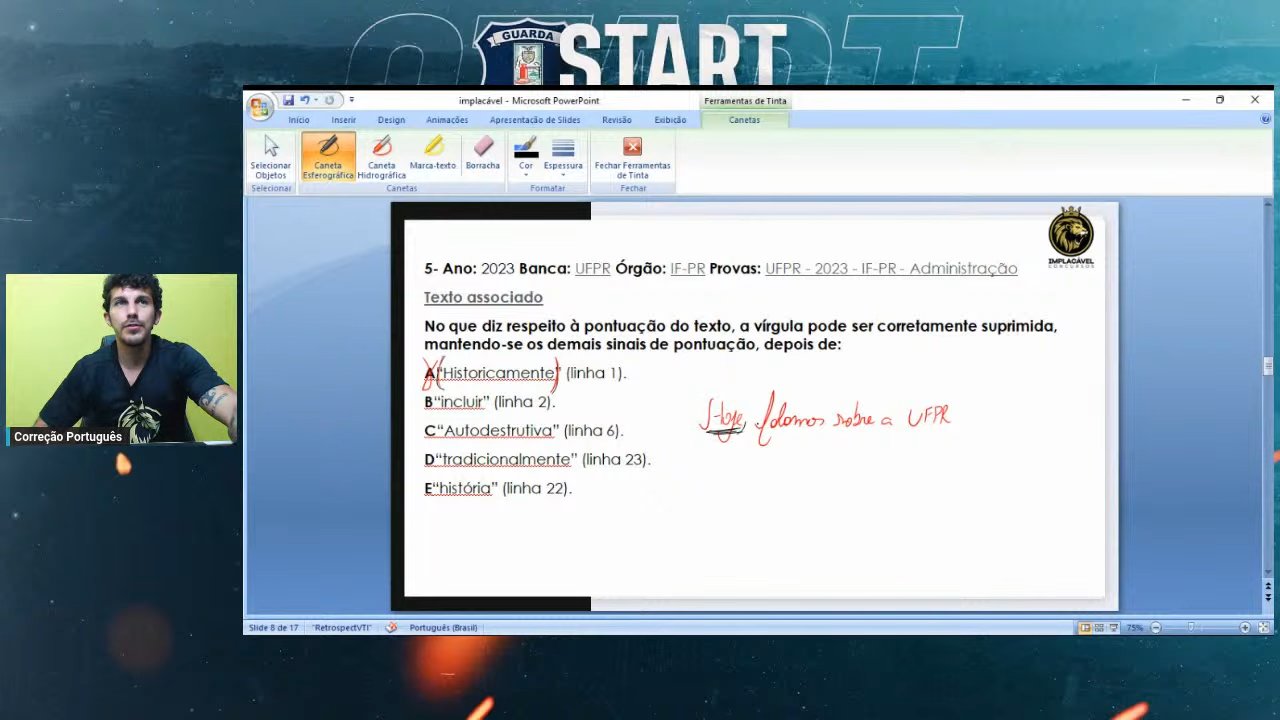 GUARDA
START
implacável - Microsoft PowerPoint
Ferramentas de Tinta
Início Inserir Design Animações Apresentação de Slides Revisão Exibição Canetas
Selecionar Objetos
Caneta Esferográfica
Caneta Hidrográfica
Marca-texto
Borracha
Cor
Espessura
Fechar Ferramentas de Tinta
Selecionar Canetas Formatar Fechar
IMPLACÁVEL
CONCURSOS
5- Ano: 2023 Banca: UFPR Órgão: IF-PR Provas: UFPR - 2023 - IF-PR - Administração
Texto associado
No que diz respeito à pontuação do texto, a vírgula pode ser corretamente suprimida,
mantendo-se os demais sinais de pontuação, depois de:
A“Historicamente” (linha 1).
B“incluir” (linha 2).
C“Autodestrutiva” (linha 6).
D“tradicionalmente” (linha 23).
E“história” (linha 22).
Hoje, falamos sobre a UFPR
Correção Português
Slide 8 de 17 "RetrospectVTI" Português (Brasil) 75%